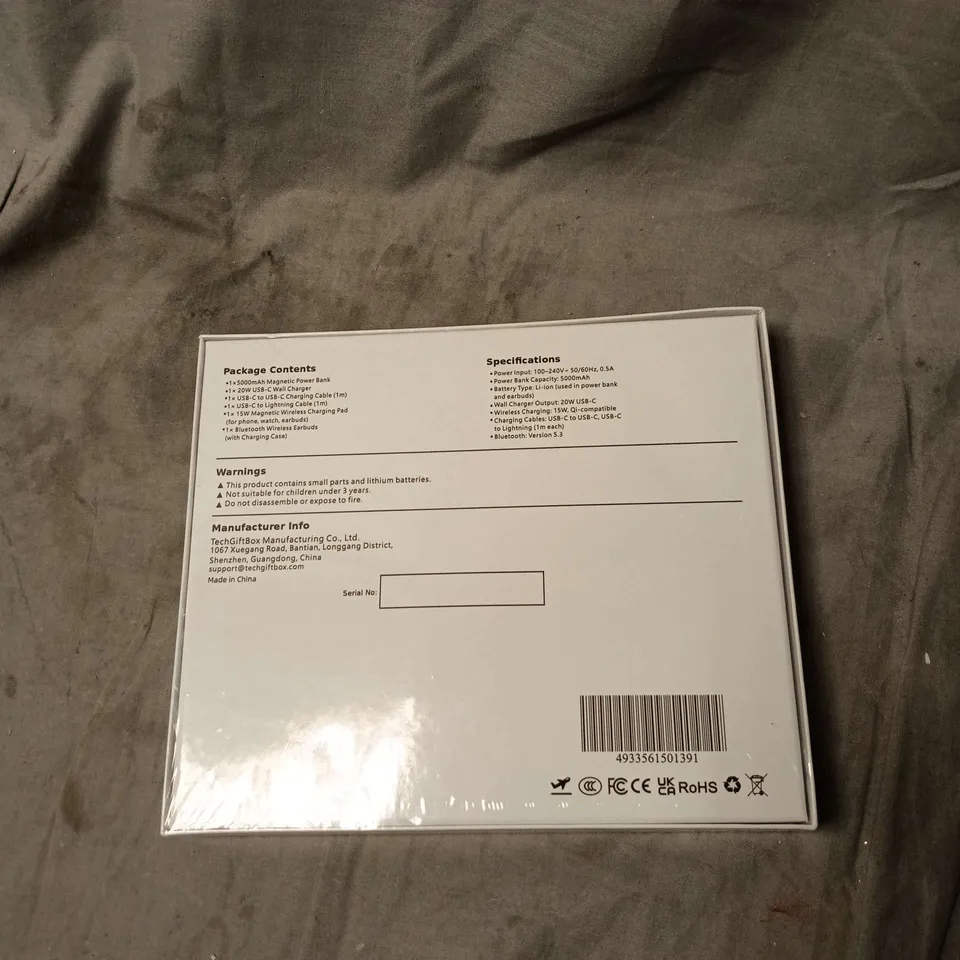 Package Contents
•1×5000mAh Magnetic Power Bank
•1× 20W USB-C Wall Charger
•1× USB-C to USB-C Charging Cable (1m)
•1× USB-C to Lightning Cable (1m)
•1× 15W Magnetic Wireless Charging Pad
(for phone, watch, earbuds)
•1× Bluetooth Wireless Earbuds
(with Charging Case)
Specifications
•Power Input: 100–240V~ 50/60Hz, 0.5A
•Power Bank Capacity: 5000mAh
•Battery Type: Li-ion (used in power bank
and earbuds)
•Wall Charger Output: 20W USB-C
•Wireless Charging: 15W, Qi-compatible
•Charging Cables: USB-C to USB-C, USB-C
to Lightning (1m each)
•Bluetooth: Version 5.3
Warnings
▲ This product contains small parts and lithium batteries.
▲ Not suitable for children under 3 years.
▲ Do not disassemble or expose to fire.
Manufacturer Info
TechGiftBox Manufacturing Co., Ltd.
1067 Xuegang Road, Bantian, Longgang District,
Shenzhen, Guangdong, China
support@techgiftbox.com
Made in China
Serial No:
4933561501391
CCC FC CE UK CA RoHS